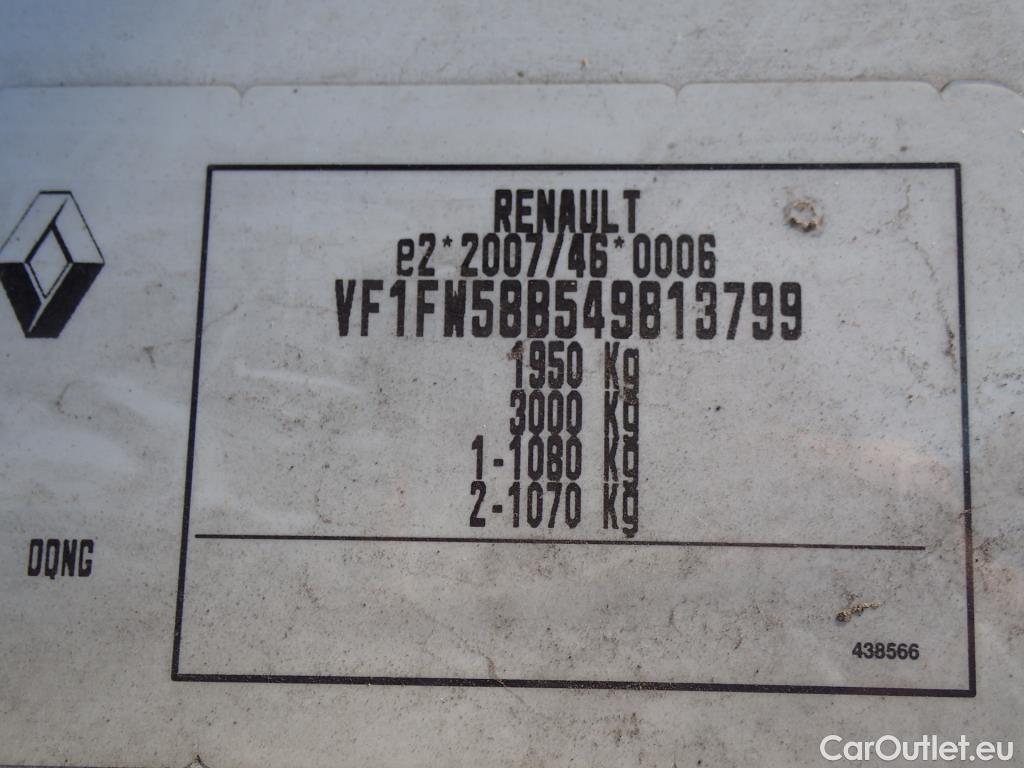 RENAULT
e2*2007/46*0006
VF1FW58B549813799
1950 Kg
3000 Kg
1-1080 Kg
2-1070 Kg
DQNG
438566
CarOutlet.eu